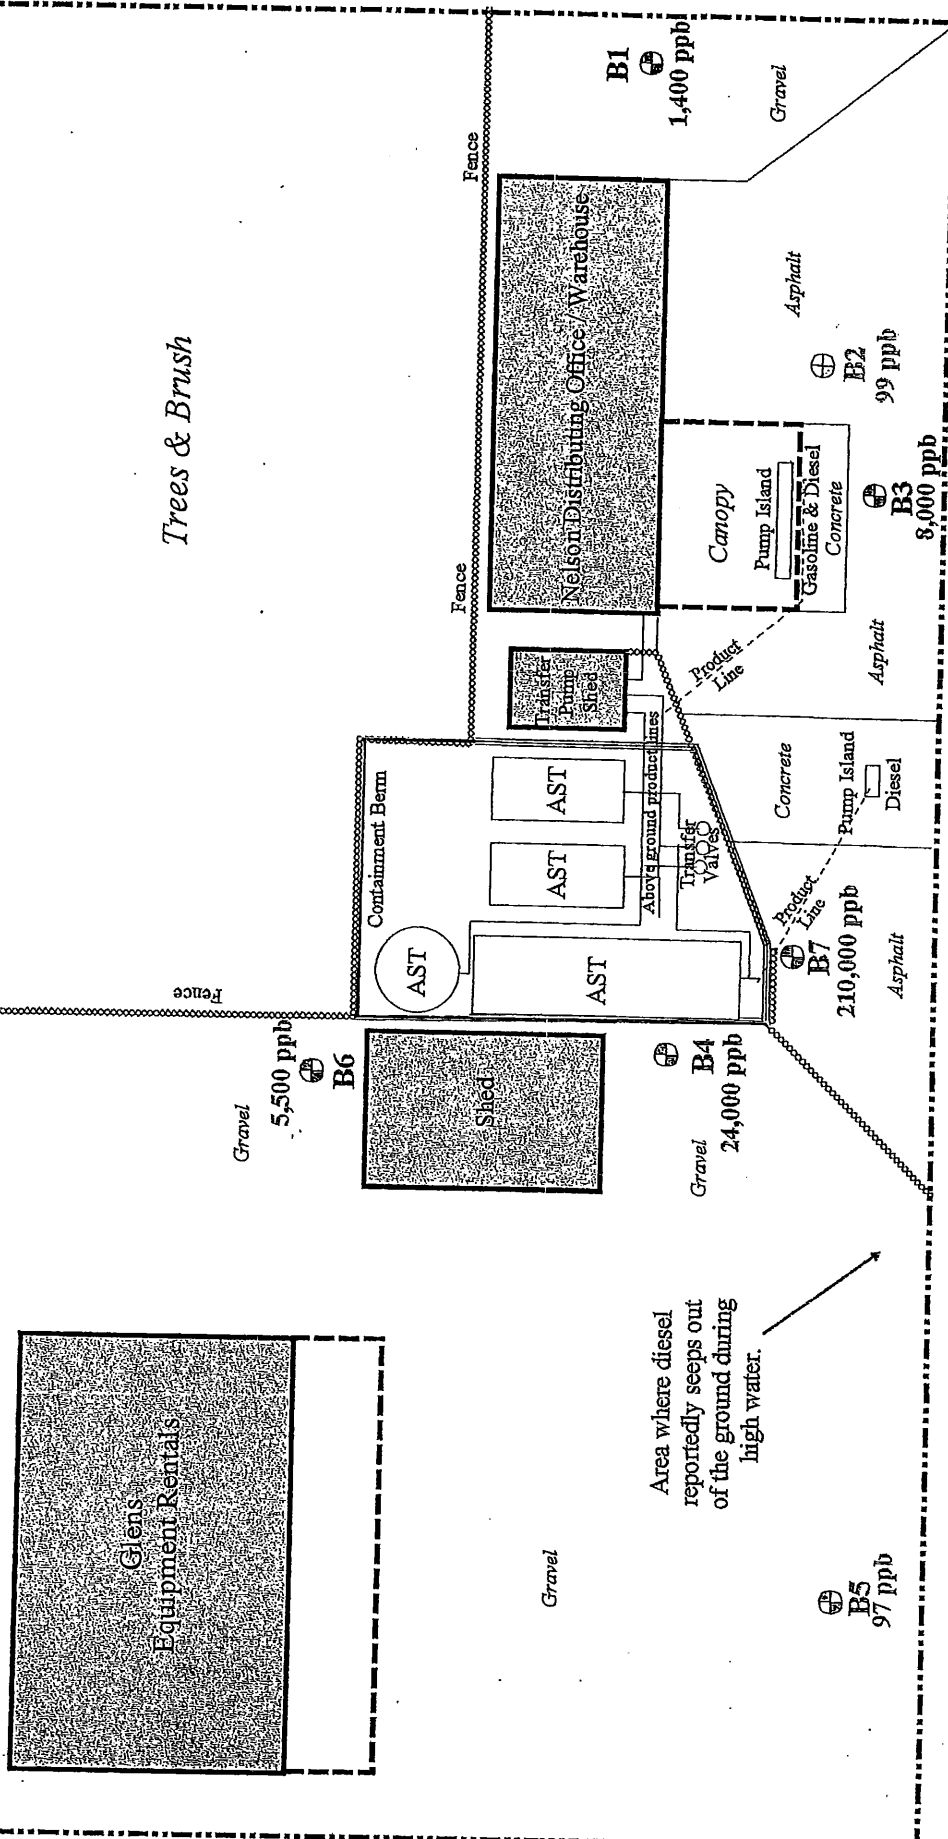 Glens
Equipment Rentals
Gravel
Area where diesel
reportedly seeps out
of the ground during
high water.
B5
97 ppb
Gravel
5,500 ppb
B6
Shed
Gravel
B4
24,000 ppb
Fence
Containment Berm
AST
AST
AST
AST
Above ground product lines
Transfer
Valves
B7
210,000 ppb
Asphalt
Product
Line
Concrete
Pump Island
Diesel
Transfer
Pump
Shed
Product
Line
Asphalt
Trees & Brush
Fence
Fence
Nelson Distributing Office / Warehouse
Canopy
Pump Island
Gasoline & Diesel
Concrete
B3
8,000 ppb
B2
99 ppb
Asphalt
B1
1,400 ppb
Gravel